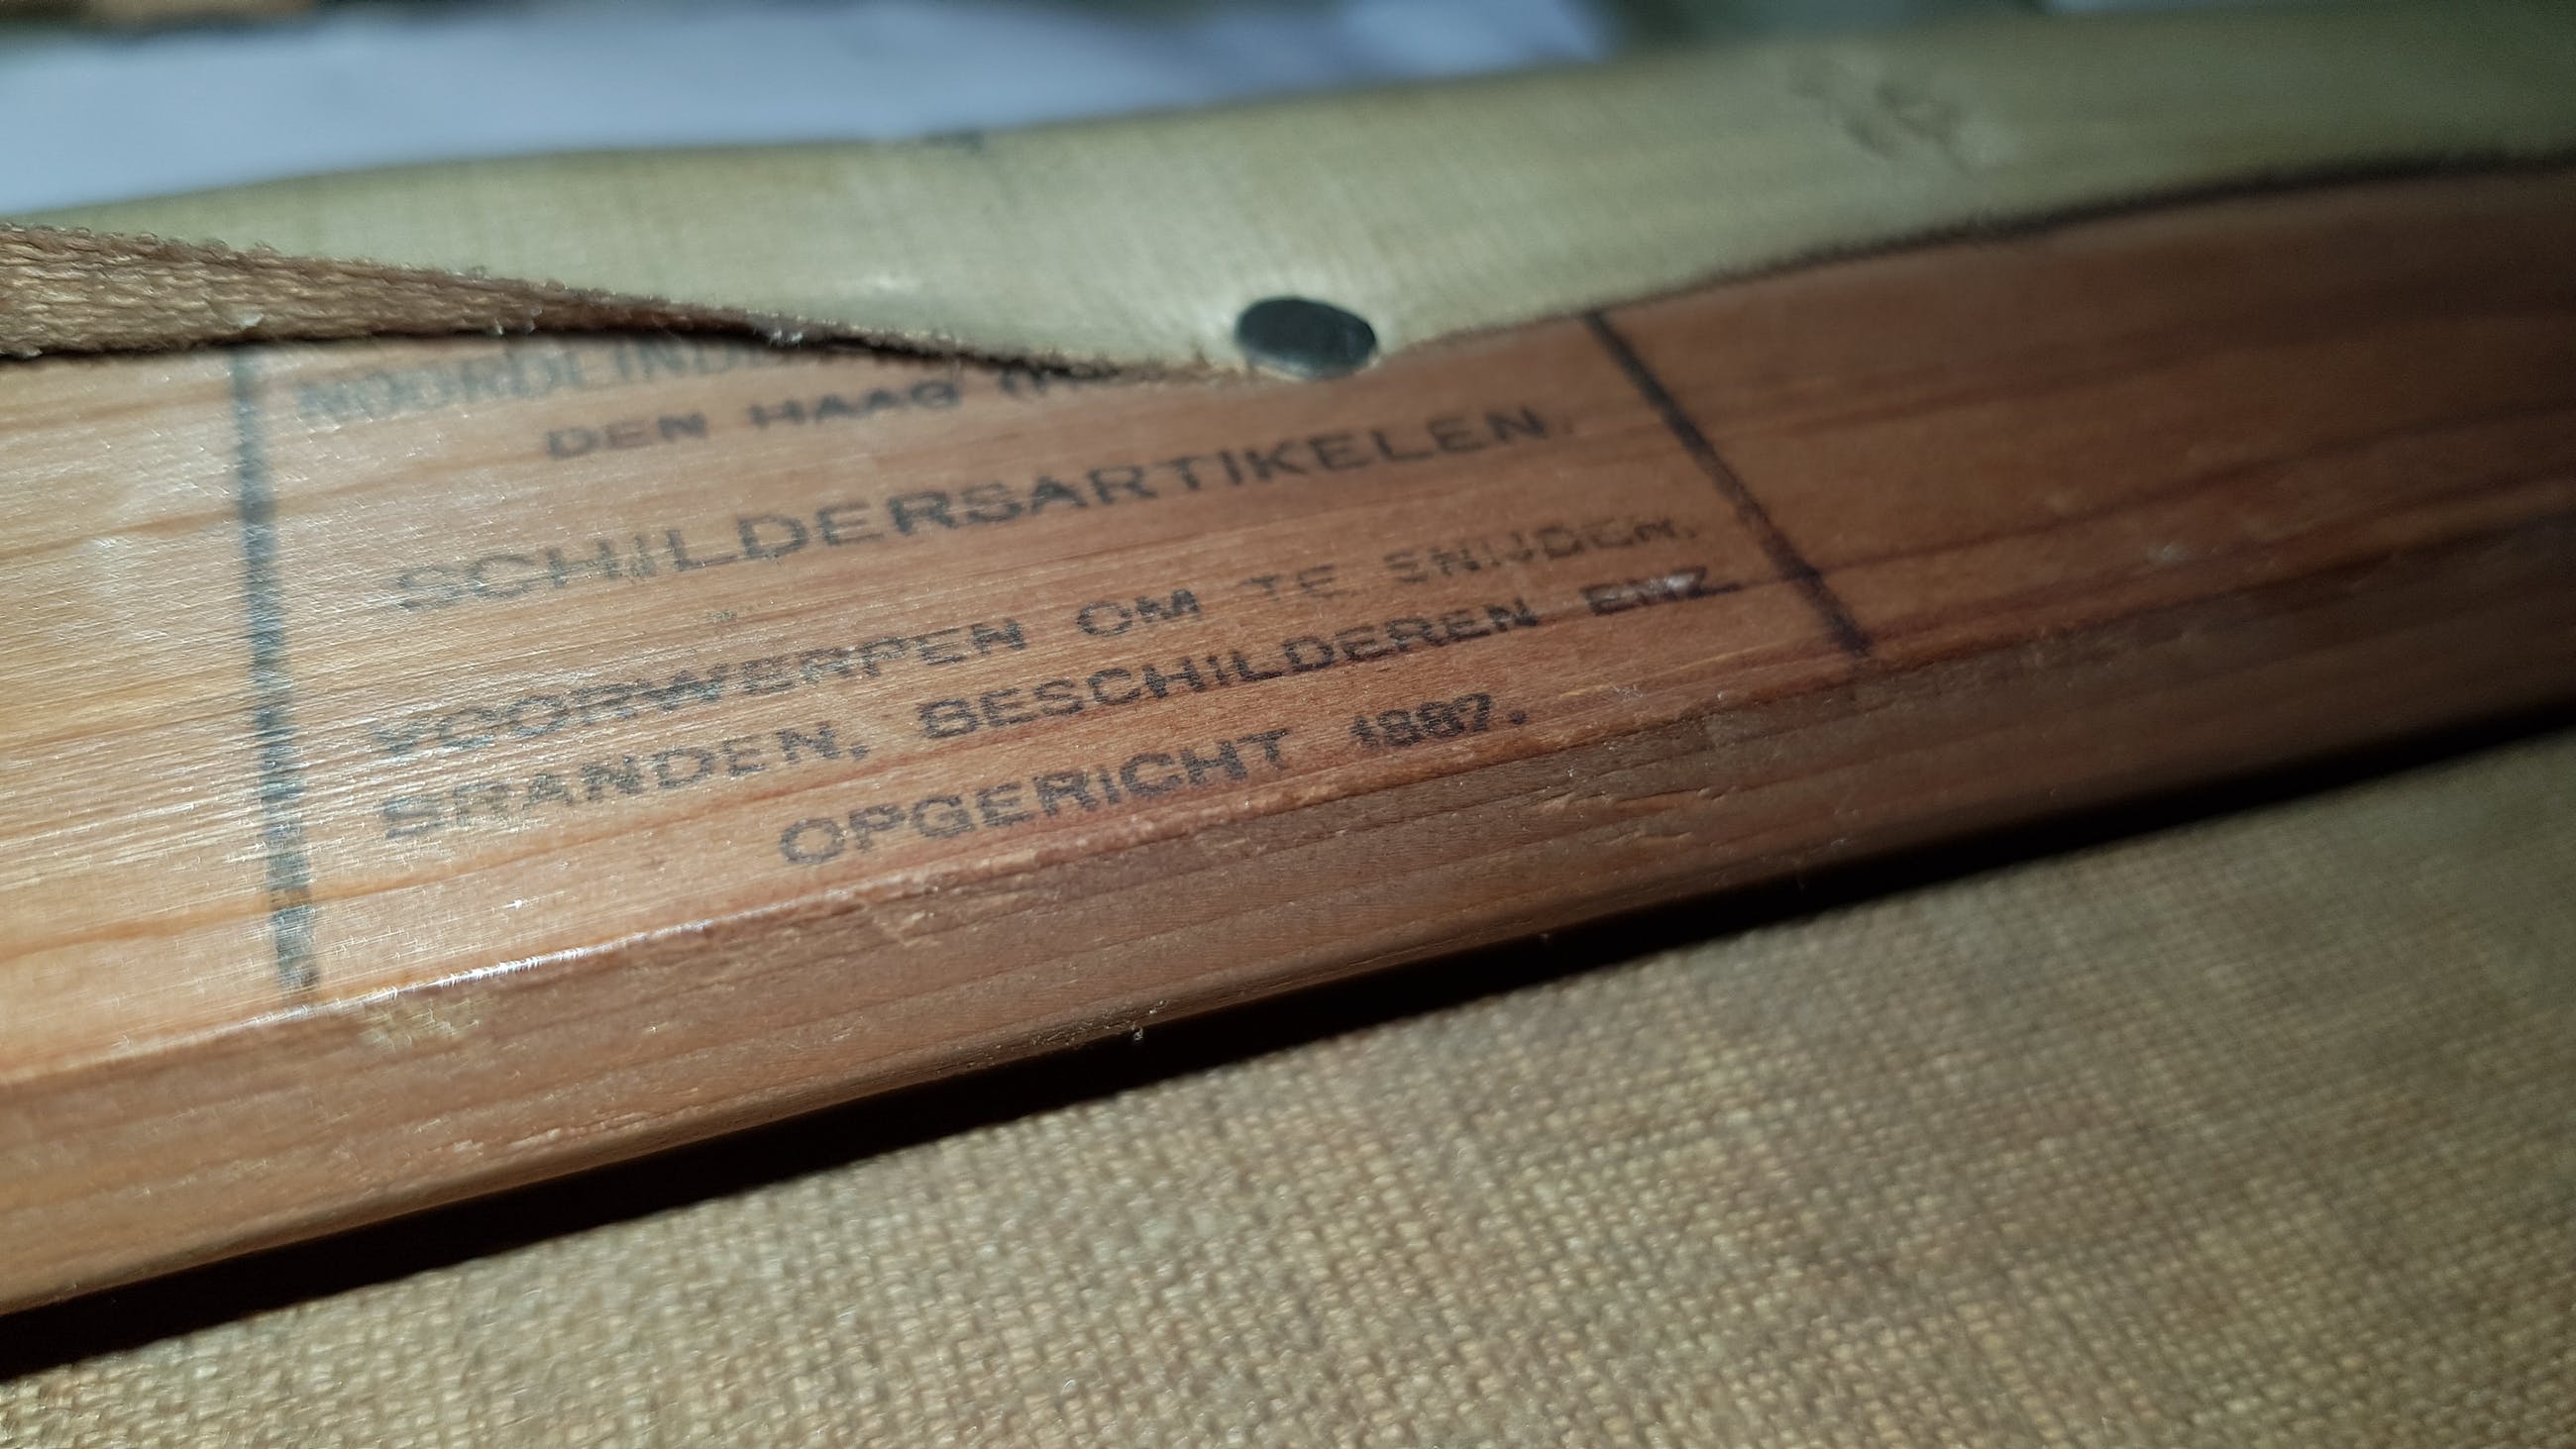 DEN HAAG
SCHILDERSARTIKELEN.
VOORWERPEN OM TE SNIJDEN,
BRANDEN, BESCHILDEREN ENZ.
OPGERICHT 1887.